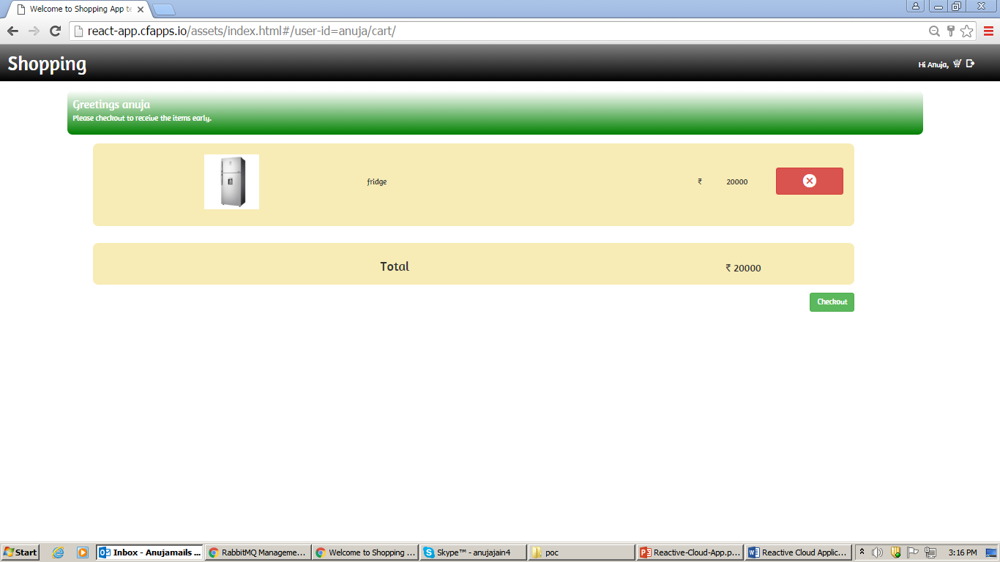 Welcome to Shopping App te
react-app.cfapps.io/assets/index.html#/user-id=anuja/cart/
Shopping
Hi Anuja,
Greetings anuja
Please checkout to receive the items early.
fridge ₹ 20000
Total ₹ 20000
Checkout
Start Inbox - Anujamails ... RabbitMQ Manageme... Welcome to Shopping ... Skype™ - anujajain4 poc Reactive-Cloud-App.p... Reactive Cloud Applic... 3:16 PM